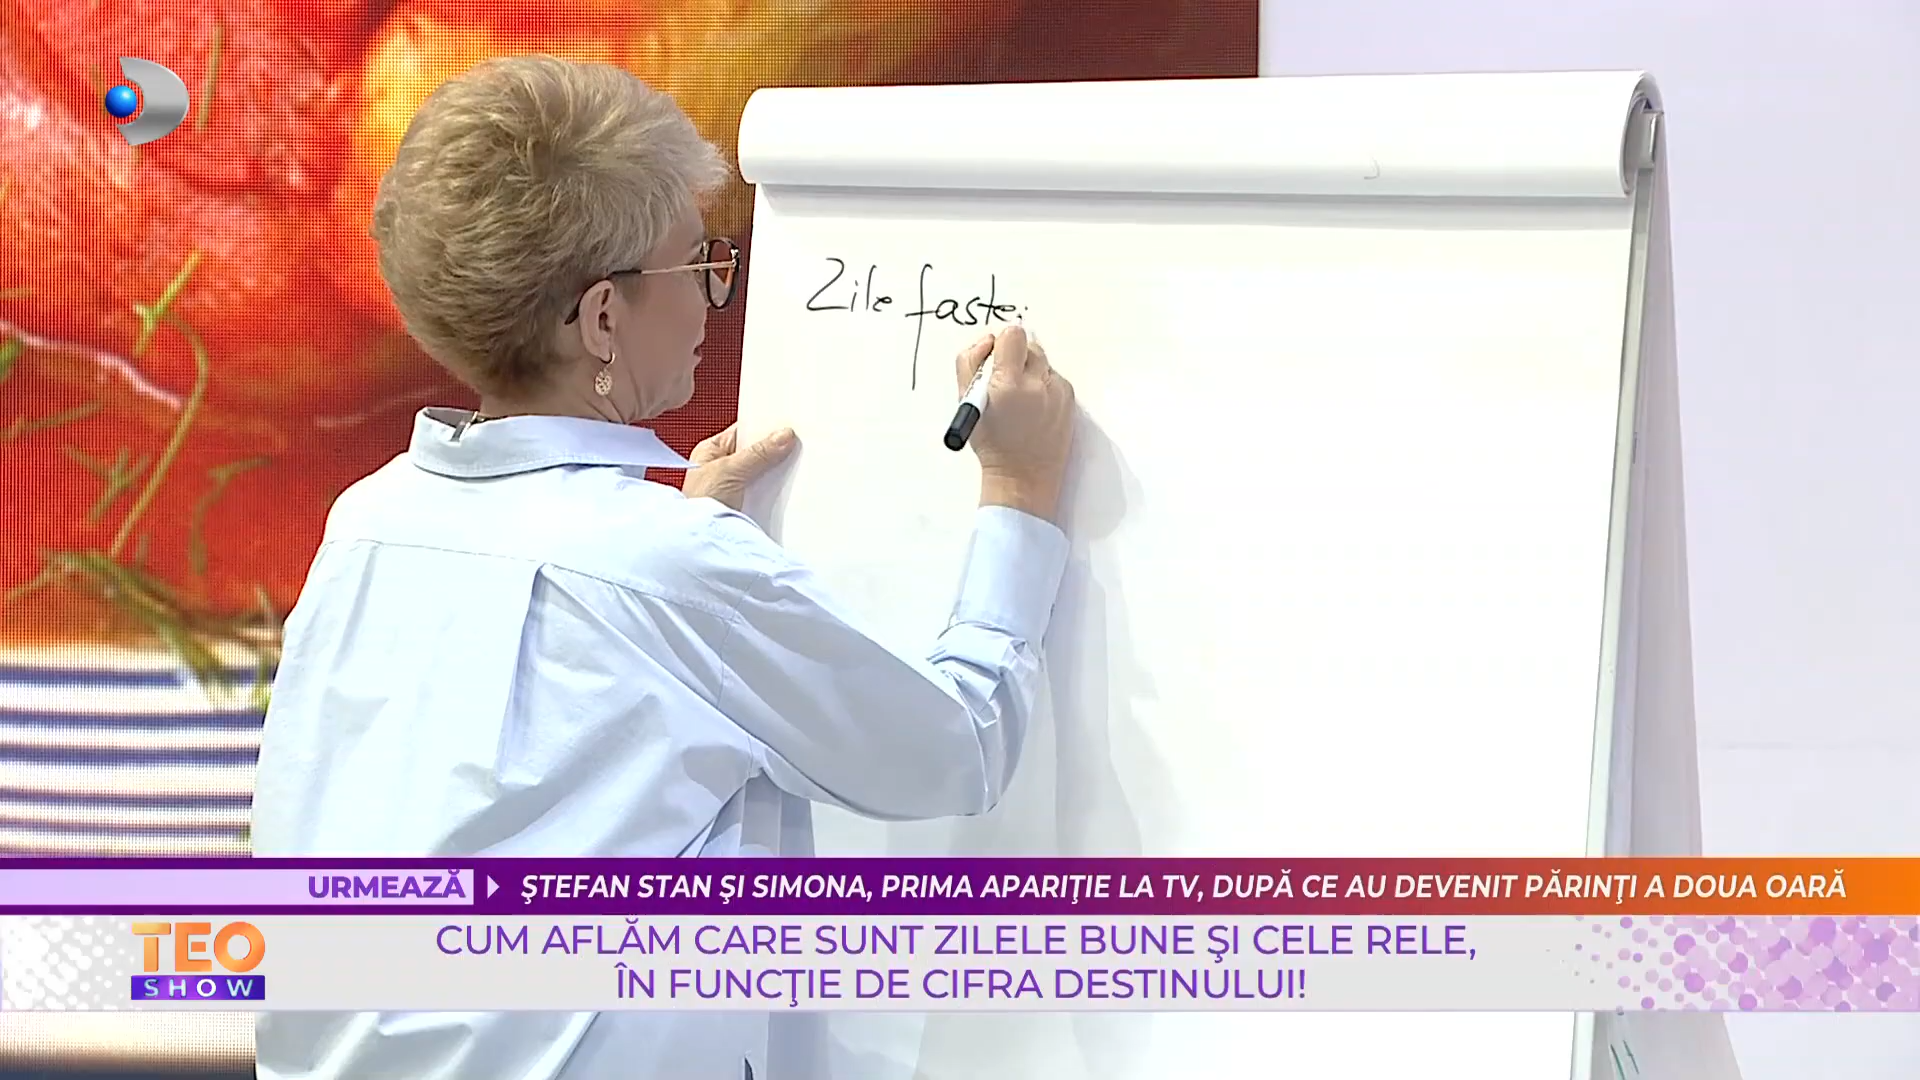 Zile faste:
URMEAZĂ ŞTEFAN STAN ŞI SIMONA, PRIMA APARIŢIE LA TV, DUPĂ CE AU DEVENIT PĂRINŢI A DOUA OARĂ
TEO
SHOW
CUM AFLĂM CARE SUNT ZILELE BUNE ŞI CELE RELE,
ÎN FUNCŢIE DE CIFRA DESTINULUI!